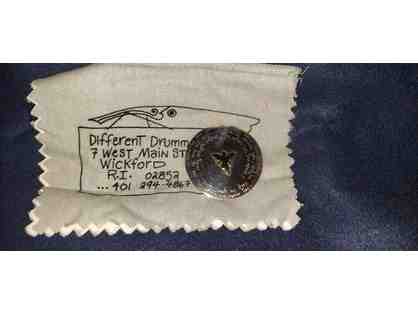 Different Drumm
7 West Main ST
Wickford
R.I. 02852
... 401 294-4867